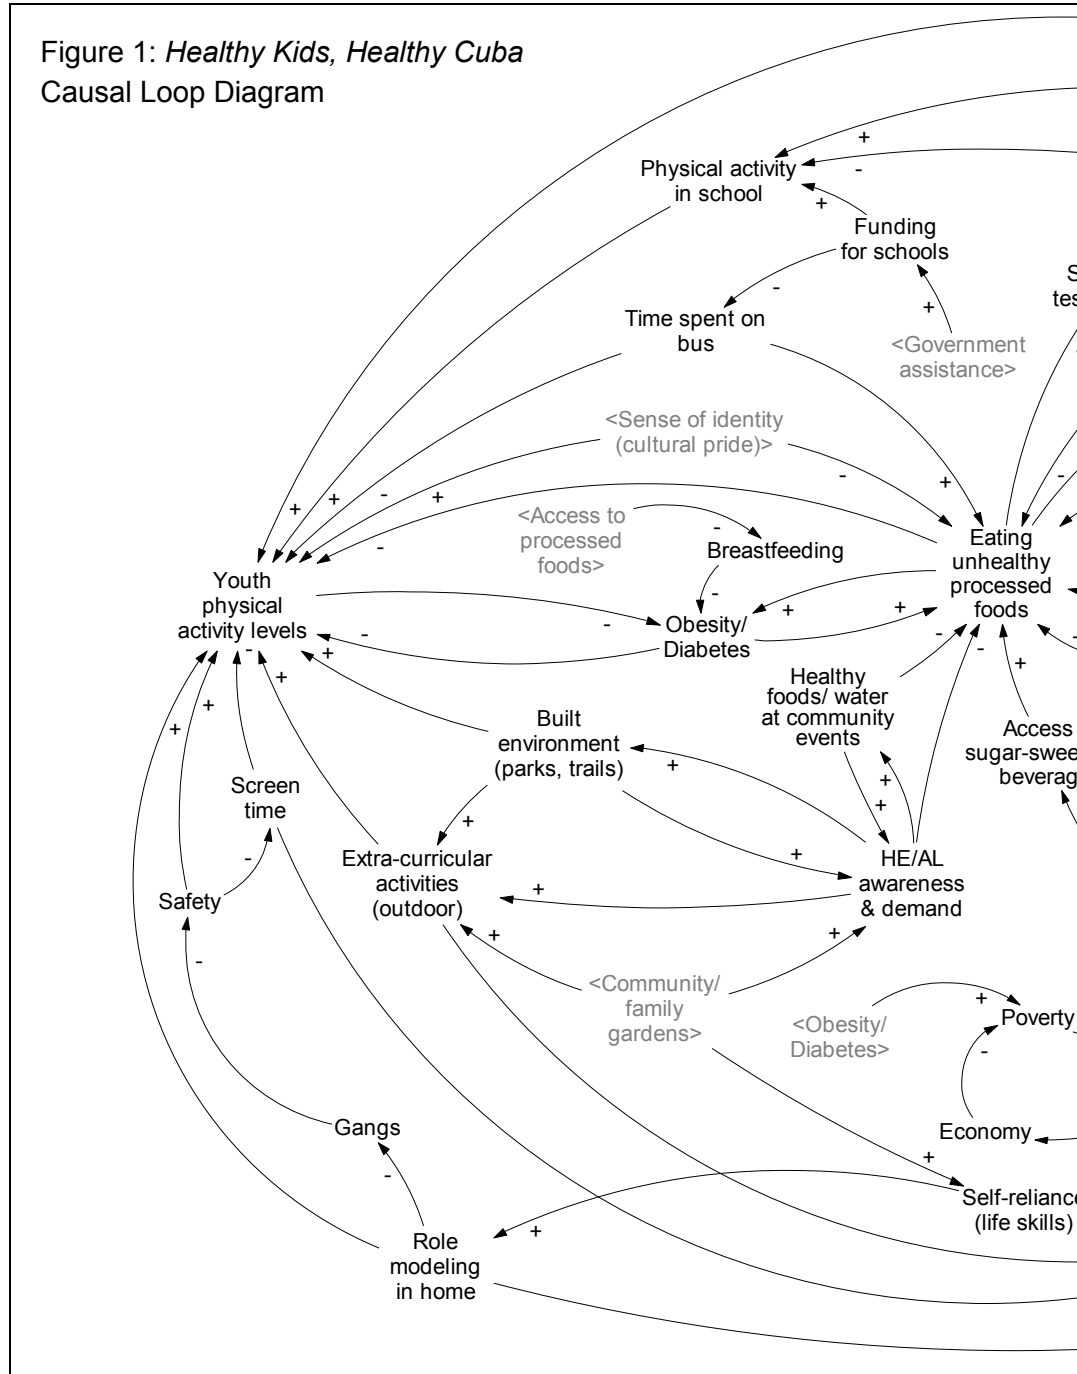 Figure 1: Healthy Kids, Healthy Cuba
Causal Loop Diagram
+
Physical activity
in school
-
+
Funding
for schools
-
+
Time spent on
bus
<Government
assistance>
<Sense of identity
(cultural pride)>
+
+
-
+
-
+
-
-
<Access to
processed
foods>
-
Breastfeeding
-
Eating
unhealthy
processed
foods
Youth
physical
activity levels
-
Obesity/
Diabetes
+
+
-
-
+
+
+
+
-
-
+
-
Healthy
foods/ water
at community
events
Built
environment
(parks, trails)
+
Access
Screen
time
+
+
+
-
Extra-curricular
activities
(outdoor)
+
HE/AL
awareness
& demand
Safety
+
-
+
+
<Community/
family
gardens>
<Obesity/
Diabetes>
+
Poverty
-
Gangs
Economy
-
+
Self-reliance
(life skills)
+
Role
modeling
in home